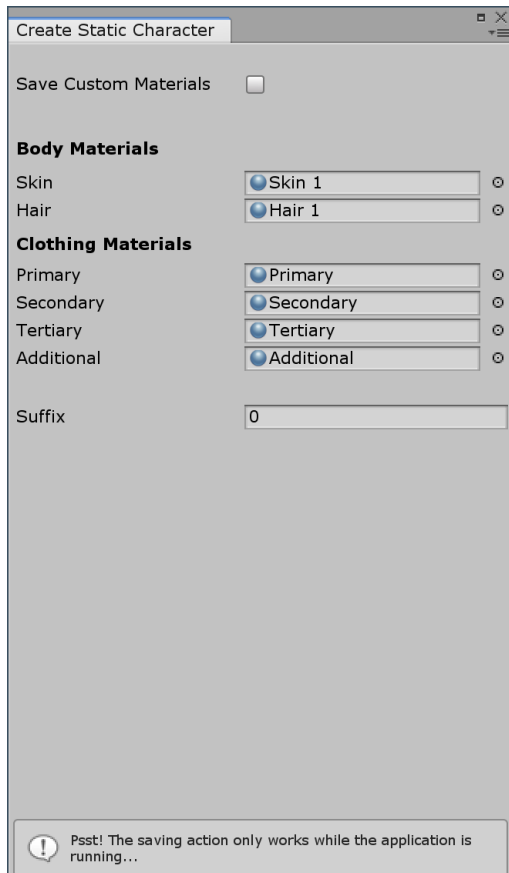 Create Static Character
Save Custom Materials
Body Materials
Skin Skin 1
Hair Hair 1
Clothing Materials
Primary Primary
Secondary Secondary
Tertiary Tertiary
Additional Additional
Suffix 0
Psst! The saving action only works while the application is
running...